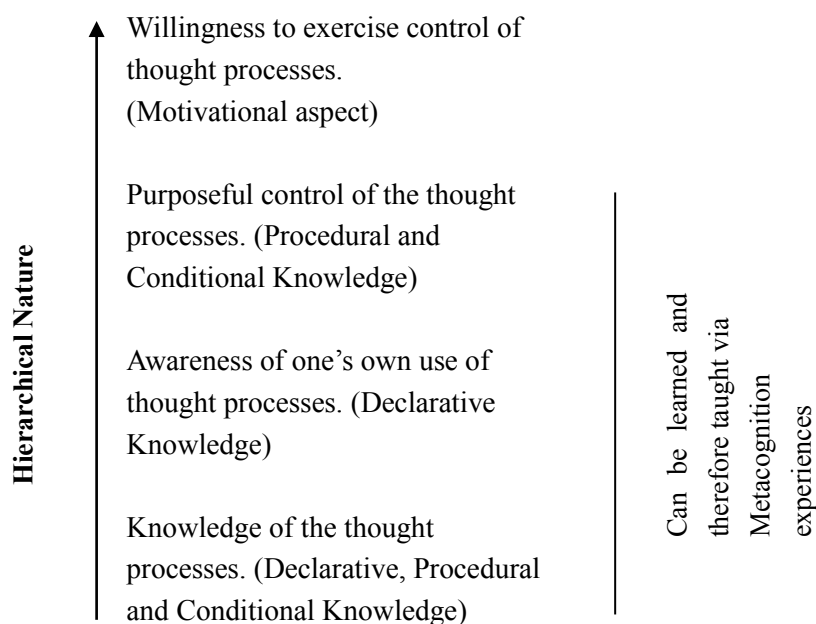 Willingness to exercise control of
thought processes.
(Motivational aspect)
Purposeful control of the thought
processes. (Procedural and
Conditional Knowledge)
Awareness of one’s own use of
thought processes. (Declarative
Knowledge)
Knowledge of the thought
processes. (Declarative, Procedural
and Conditional Knowledge)
Hierarchical Nature
Can be learned and
therefore taught via
Metacognition
experiences